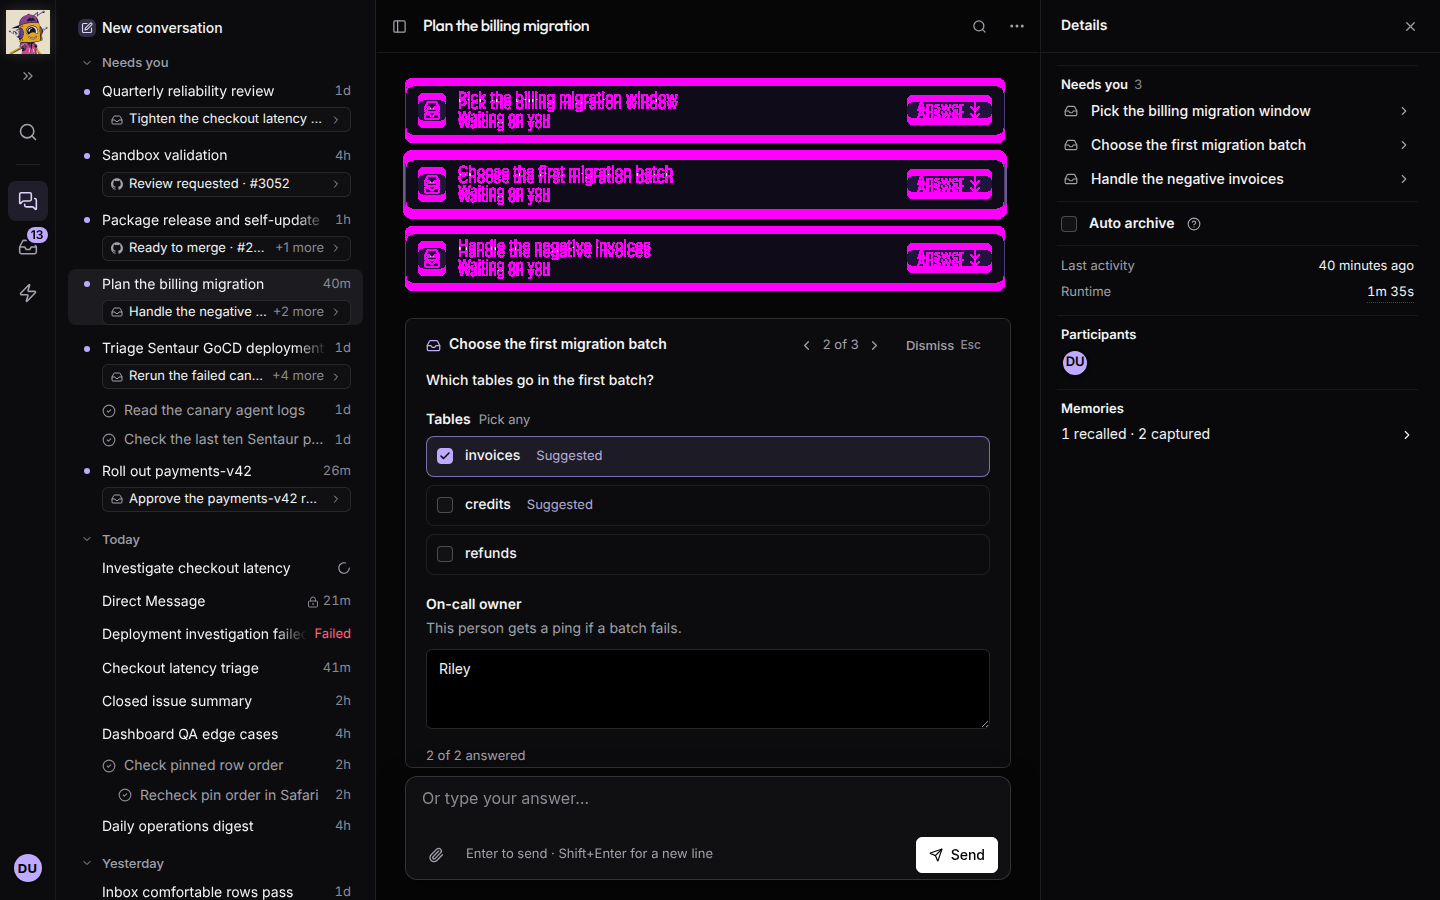 New conversation
Needs you
Quarterly reliability review 1d
Tighten the checkout latency ...
Sandbox validation 4h
Review requested · #3052
Package release and self-update 1h
Ready to merge · #2... +1 more
13
Plan the billing migration 40m
Handle the negative ... +2 more
Triage Sentaur GoCD deployment 1d
Rerun the failed can... +4 more
Read the canary agent logs 1d
Check the last ten Sentaur p... 1d
Roll out payments-v42 26m
Approve the payments-v42 r...
Today
Investigate checkout latency
Direct Message 21m
Deployment investigation failed Failed
Checkout latency triage 41m
Closed issue summary 2h
Dashboard QA edge cases 4h
Check pinned row order 2h
Recheck pin order in Safari 2h
Daily operations digest 4h
Yesterday
Inbox comfortable rows pass 1d
DU
Plan the billing migration
Pick the billing migration window
Waiting on you
Answer
Choose the first migration batch
Waiting on you
Answer
Handle the negative invoices
Waiting on you
Answer
Choose the first migration batch 2 of 3 Dismiss Esc
Which tables go in the first batch?
Tables Pick any
invoices Suggested
credits Suggested
refunds
On-call owner
This person gets a ping if a batch fails.
Riley
2 of 2 answered
Or type your answer...
Enter to send · Shift+Enter for a new line
Send
Details
Needs you 3
Pick the billing migration window
Choose the first migration batch
Handle the negative invoices
Auto archive
Last activity 40 minutes ago
Runtime 1m 35s
Participants
DU
Memories
1 recalled · 2 captured